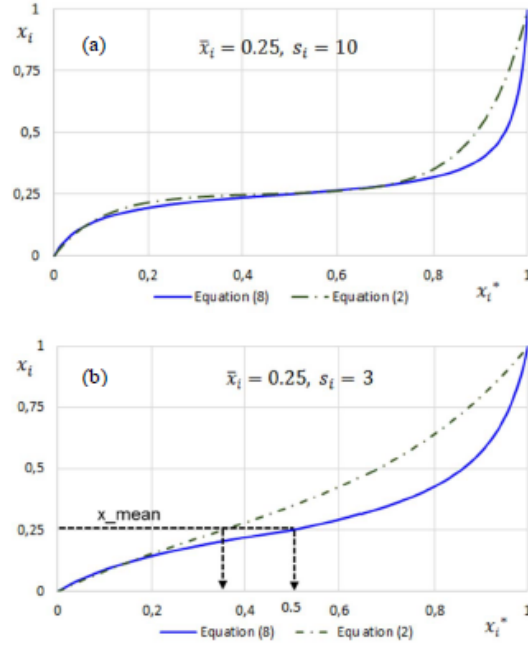 1
x_i
(a)
x̄_i = 0.25, s_i = 10
0,75
0,5
0,25
0
0 0,2 0,4 0,6 0,8 1
Equation (8) Equation (2) x_i*
1
x_i
(b)
x̄_i = 0.25, s_i = 3
0,75
0,5
x_mean
0,25
0
0 0,2 0,4 0.5 0,6 0,8 1
Equation (8) Equation (2) x_i*